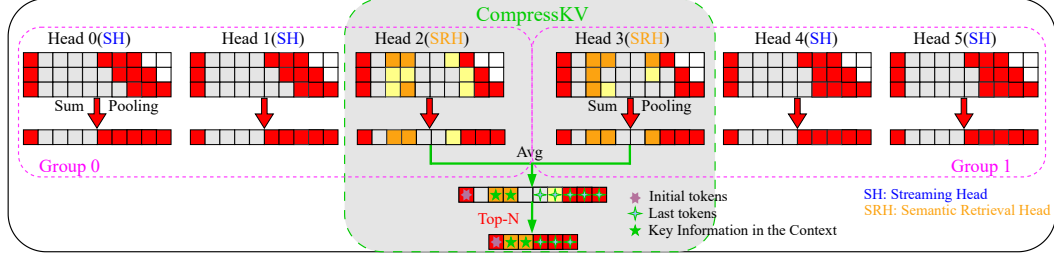 CompressKV
Head 0(SH) Head 1(SH) Head 2(SRH) Head 3(SRH) Head 4(SH) Head 5(SH)
Sum Pooling Sum Pooling
Group 0 Avg Group 1
Initial tokens SH: Streaming Head
Last tokens SRH: Semantic Retrieval Head
Top-N Key Information in the Context